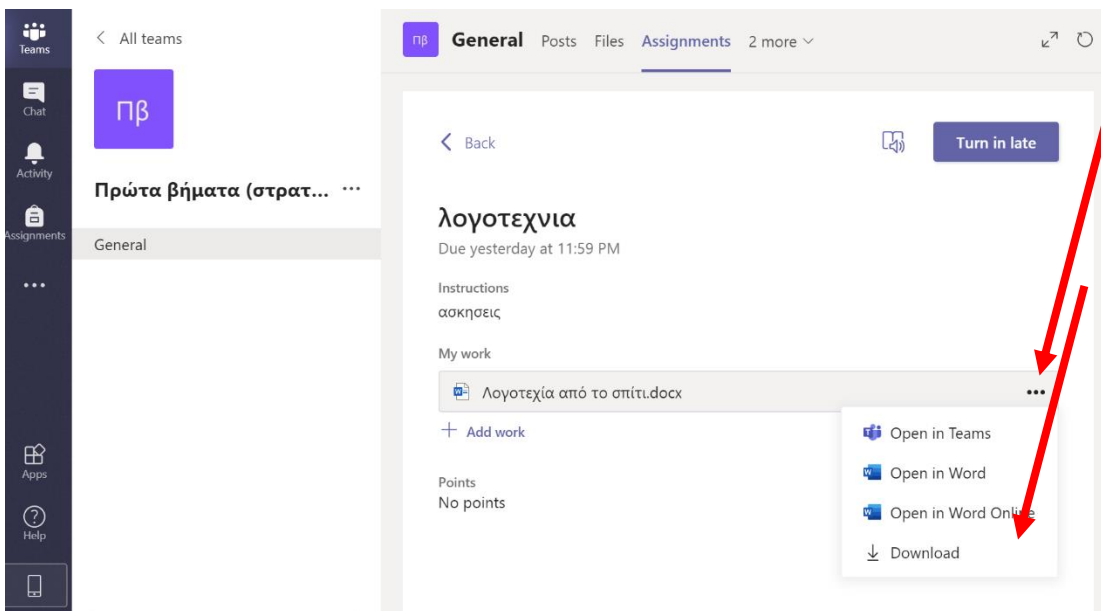 Teams
Chat
Activity
Assignments
Apps
Help
All teams
Πβ
Πρώτα βήματα (στρατ...
General
πβ General Posts Files Assignments 2 more
Back
Turn in late
λογοτεχνια
Due yesterday at 11:59 PM
Instructions
ασκησεις
My work
Λογοτεχία από το σπίτι.docx
Add work
Open in Teams
Open in Word
Open in Word Online
Download
Points
No points